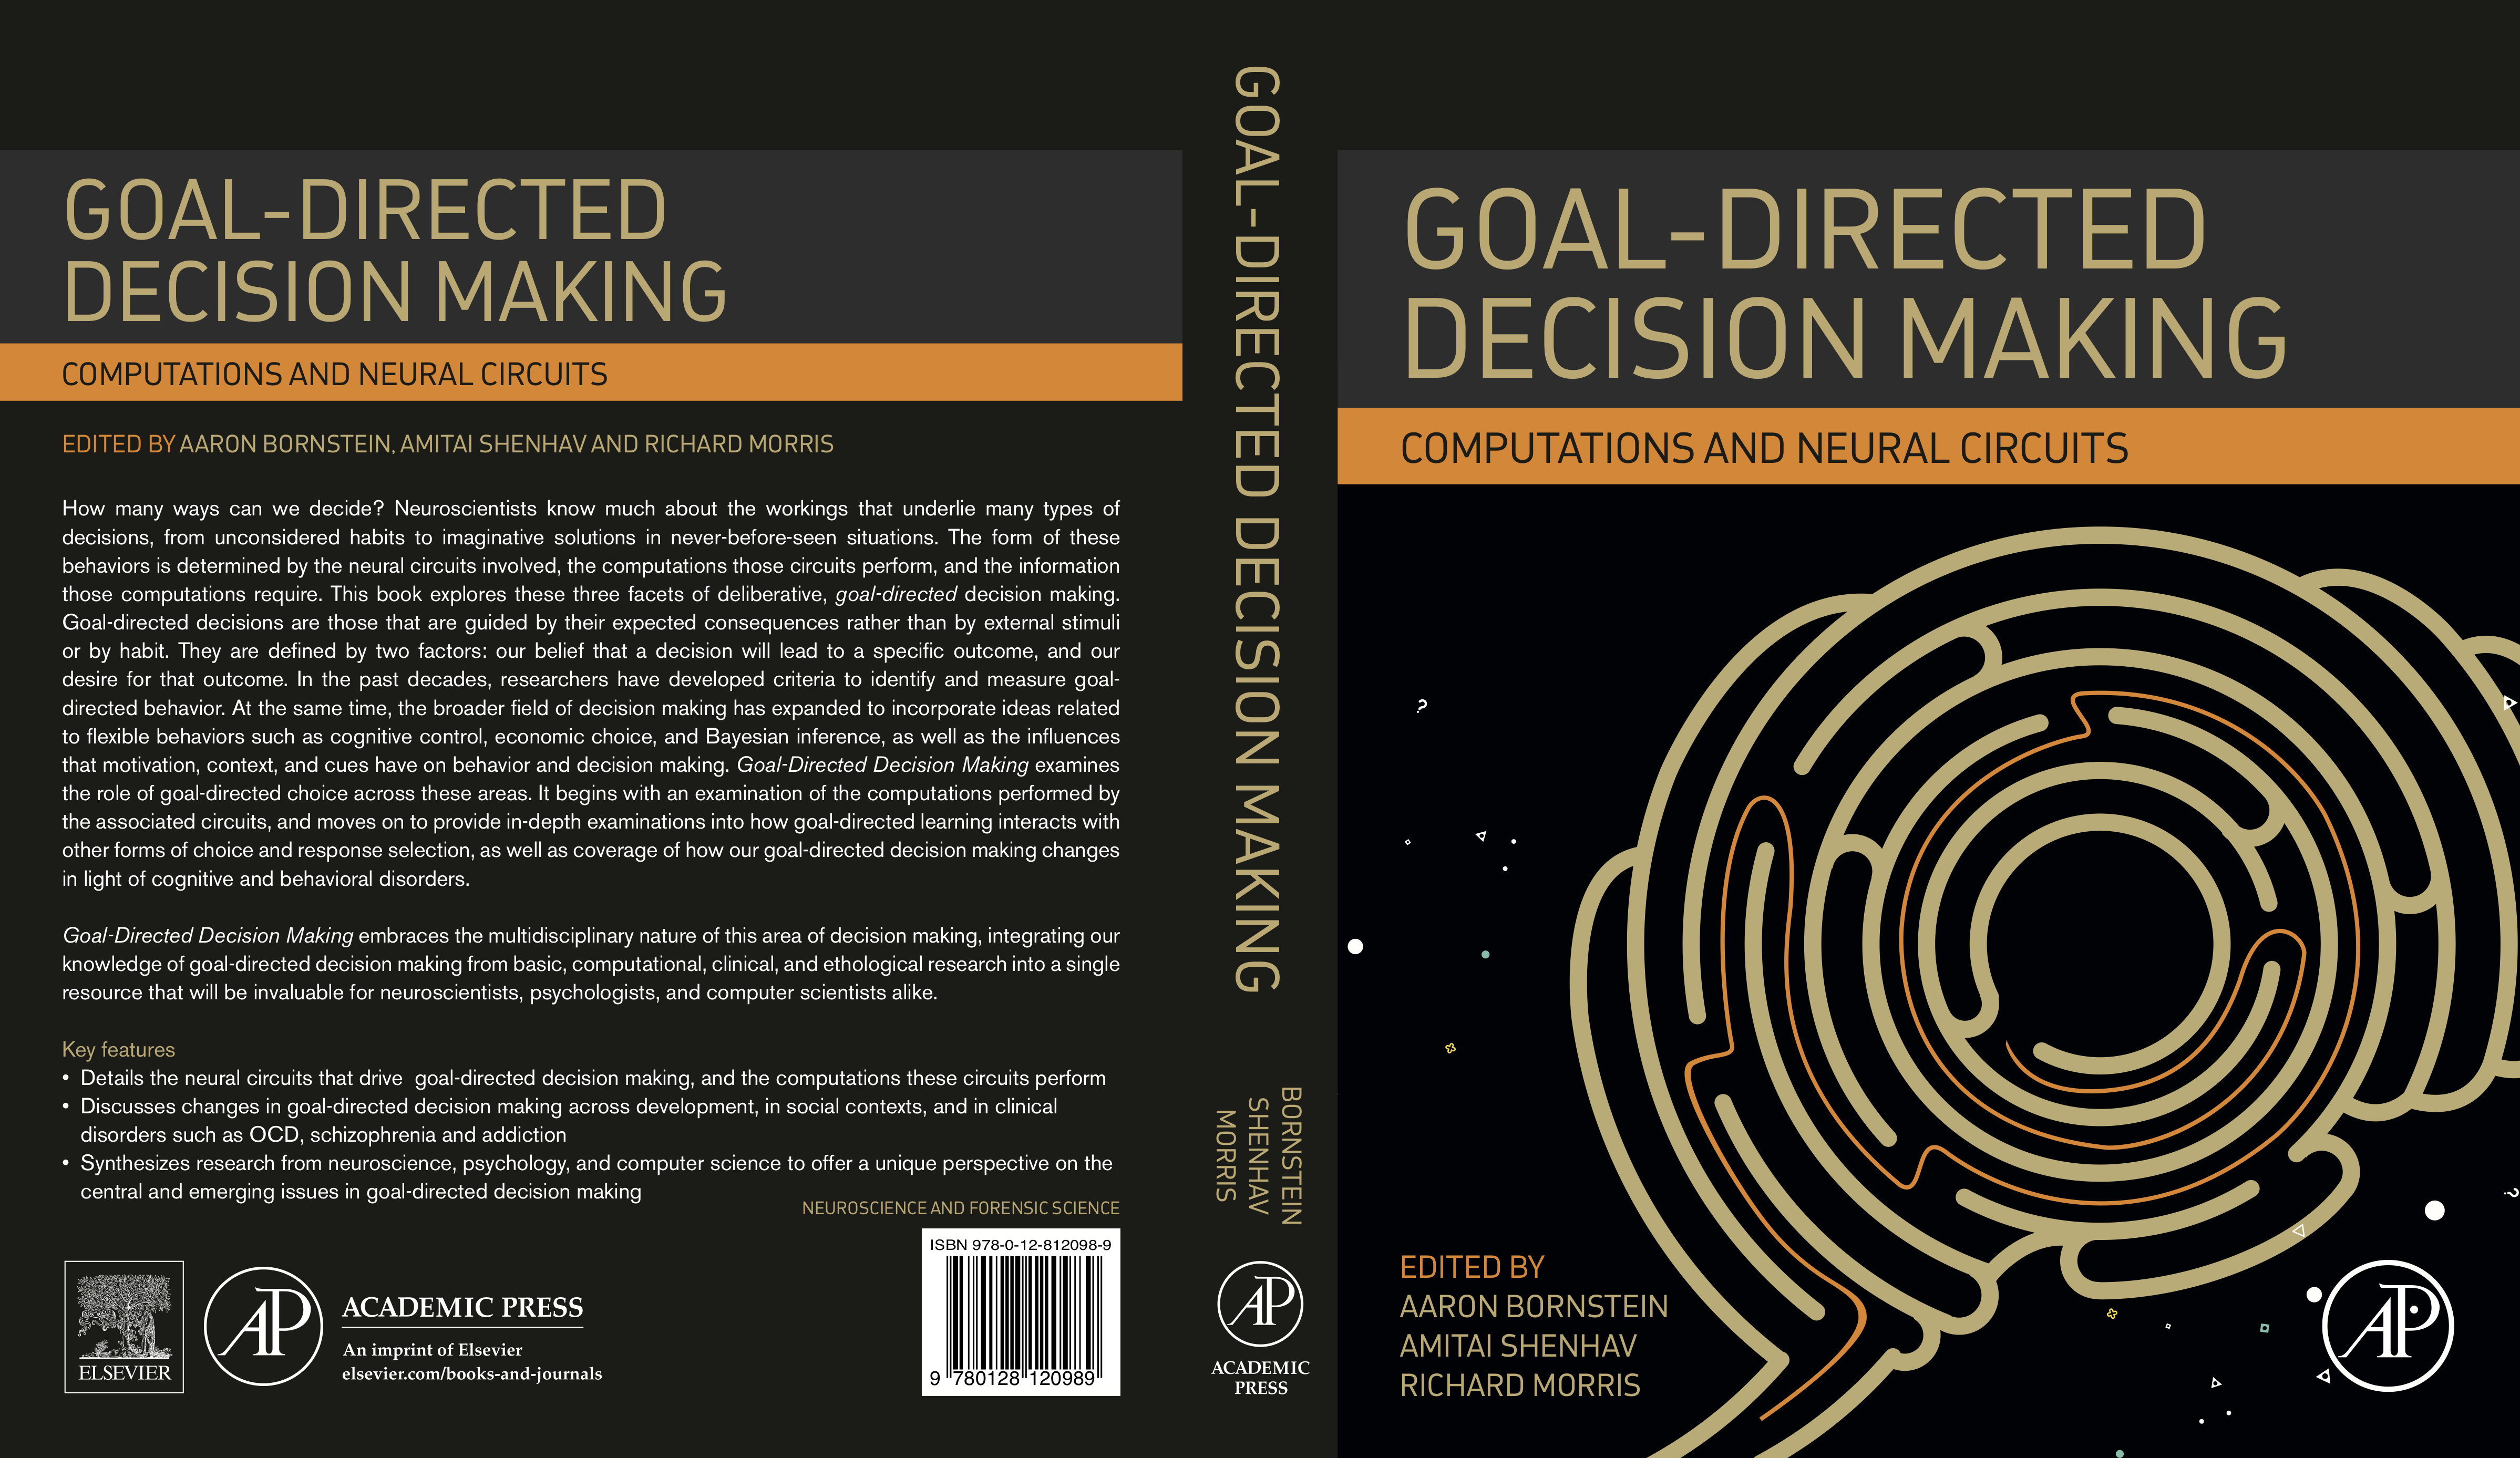 GOAL-DIRECTED
DECISION MAKING
COMPUTATIONS AND NEURAL CIRCUITS
EDITED BY AARON BORNSTEIN, AMITAI SHENHAV AND RICHARD MORRIS
How many ways can we decide? Neuroscientists know much about the workings that underlie many types of
decisions, from unconsidered habits to imaginative solutions in never-before-seen situations. The form of these
behaviors is determined by the neural circuits involved, the computations those circuits perform, and the information
those computations require. This book explores these three facets of deliberative, goal-directed decision making.
Goal-directed decisions are those that are guided by their expected consequences rather than by external stimuli
or by habit. They are defined by two factors: our belief that a decision will lead to a specific outcome, and our
desire for that outcome. In the past decades, researchers have developed criteria to identify and measure goal-
directed behavior. At the same time, the broader field of decision making has expanded to incorporate ideas related
to flexible behaviors such as cognitive control, economic choice, and Bayesian inference, as well as the influences
that motivation, context, and cues have on behavior and decision making. Goal-Directed Decision Making examines
the role of goal-directed choice across these areas. It begins with an examination of the computations performed by
the associated circuits, and moves on to provide in-depth examinations into how goal-directed learning interacts with
other forms of choice and response selection, as well as coverage of how our goal-directed decision making changes
in light of cognitive and behavioral disorders.
Goal-Directed Decision Making embraces the multidisciplinary nature of this area of decision making, integrating our
knowledge of goal-directed decision making from basic, computational, clinical, and ethological research into a single
resource that will be invaluable for neuroscientists, psychologists, and computer scientists alike.
Key features
• Details the neural circuits that drive goal-directed decision making, and the computations these circuits perform
• Discusses changes in goal-directed decision making across development, in social contexts, and in clinical
disorders such as OCD, schizophrenia and addiction
• Synthesizes research from neuroscience, psychology, and computer science to offer a unique perspective on the
central and emerging issues in goal-directed decision making
NEUROSCIENCE AND FORENSIC SCIENCE
ISBN 978-0-12-812098-9
9 780128 120989
ELSEVIER
AP
ACADEMIC PRESS
An imprint of Elsevier
elsevier.com/books-and-journals
GOAL-DIRECTED DECISION MAKING
BORNSTEIN
SHENHAV
MORRIS
AP
ACADEMIC
PRESS
GOAL-DIRECTED
DECISION MAKING
COMPUTATIONS AND NEURAL CIRCUITS
?
?
EDITED BY
AARON BORNSTEIN
AMITAI SHENHAV
RICHARD MORRIS
AP